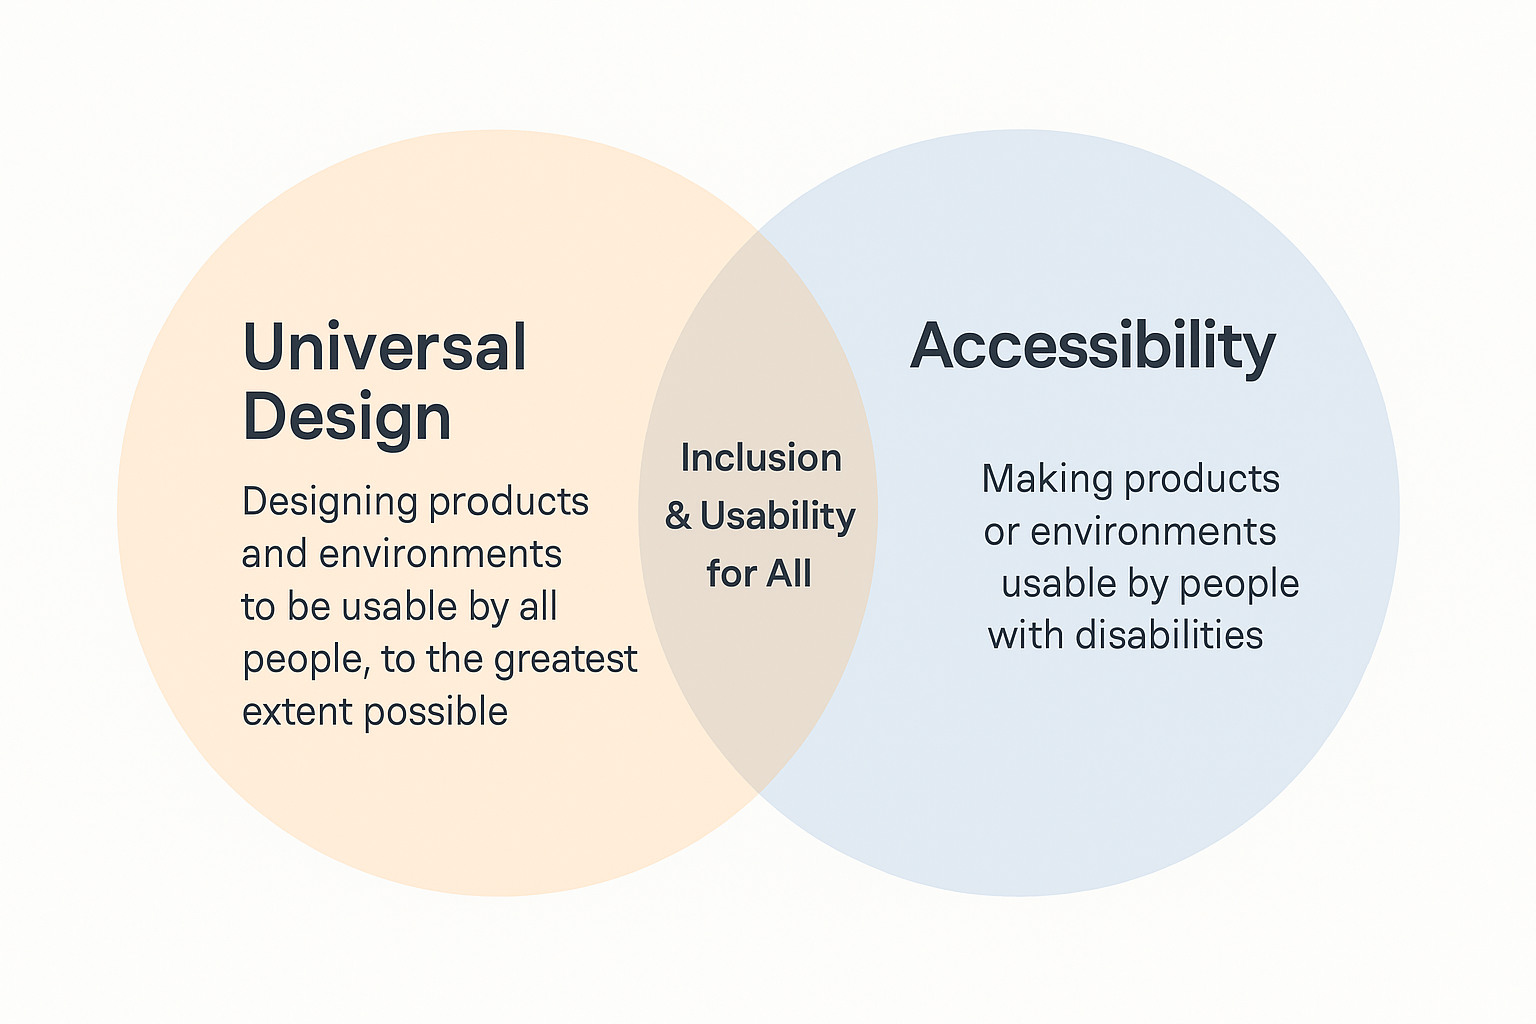 Universal
Design
Designing products
and environments
to be usable by all
people, to the greatest
extent possible
Inclusion
& Usability
for All
Accessibility
Making products
or environments
usable by people
with disabilities